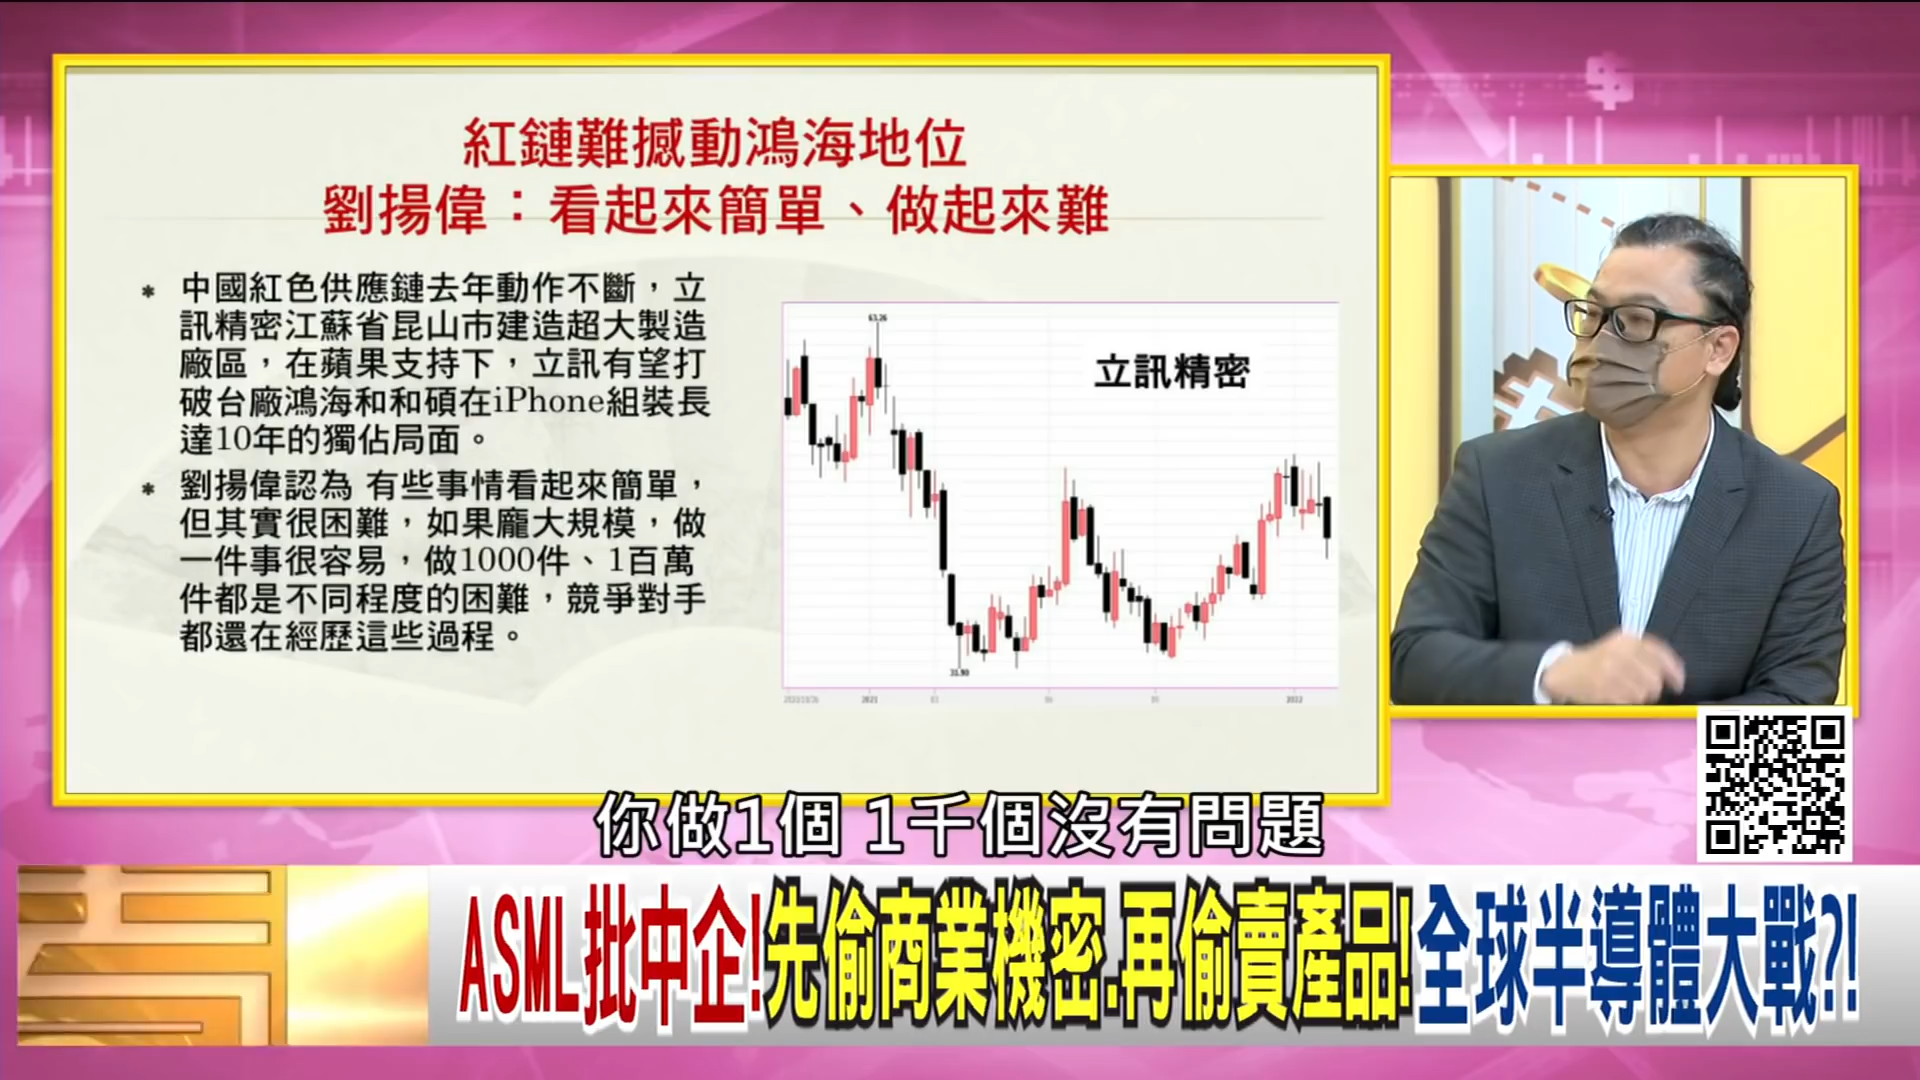 紅鏈難撼動鴻海地位
劉揚偉：看起來簡單、做起來難
* 中國紅色供應鏈去年動作不斷，立
訊精密江蘇省昆山市建造超大製造
廠區，在蘋果支持下，立訊有望打
破台廠鴻海和和碩在iPhone組裝長
達10年的獨佔局面。
* 劉揚偉認為 有些事情看起來簡單，
但其實很困難，如果龐大規模，做
一件事很容易，做1000件、1百萬
件都是不同程度的困難，競爭對手
都還在經歷這些過程。
63.26
立訊精密
31.90
2021
2022
你做1個 1千個沒有問題
ASML批中企!先偷商業機密.再偷賣產品!全球半導體大戰?!